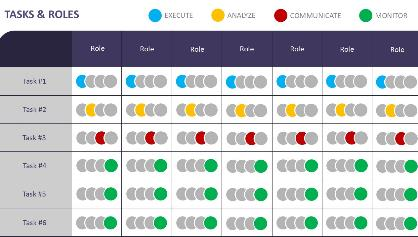 TASKS & ROLES
EXECUTE ANALYZE COMMUNICATE MONITOR
Role Role Role Role Role Role Role
Task #1
Task #2
Task #3
Task #4
Task #5
Task #6